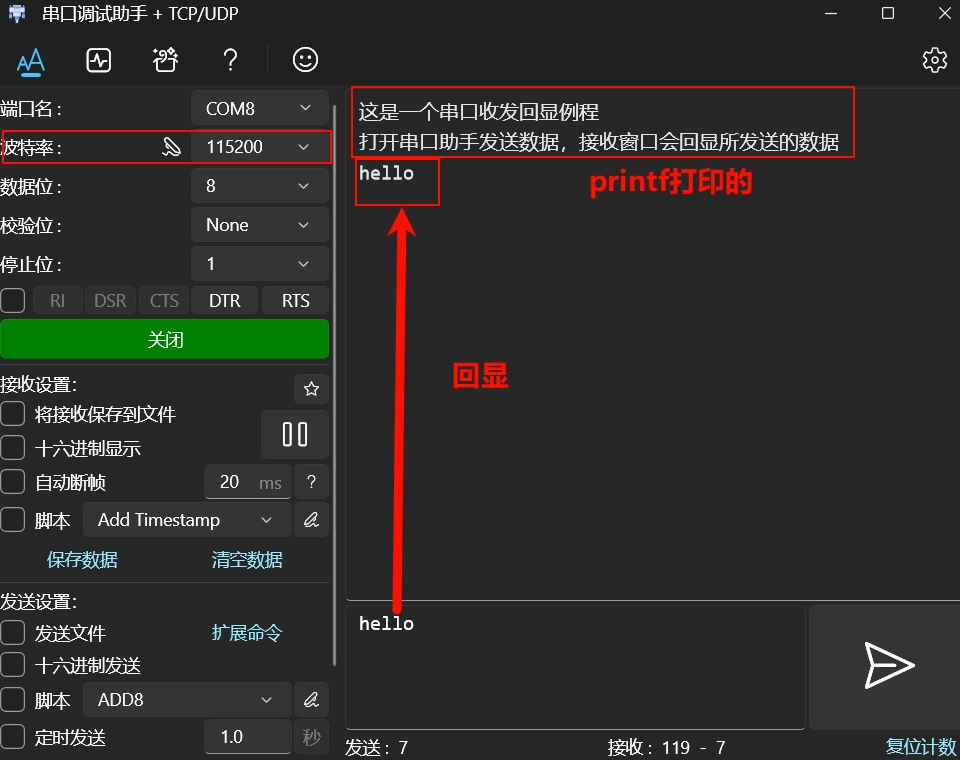 串口调试助手 + TCP/UDP
端口名： COM8
波特率： 115200
数据位： 8
校验位： None
停止位： 1
RI DSR CTS DTR RTS
关闭
接收设置：
将接收保存到文件
十六进制显示
自动断帧 20 ms ?
脚本 Add Timestamp
保存数据 清空数据
发送设置：
发送文件 扩展命令
十六进制发送
脚本 ADD8
定时发送 1.0 秒
这是一个串口收发回显例程
打开串口助手发送数据，接收窗口会回显所发送的数据
hello
printf打印的
回显
hello
发送：7 接收：119 - 7 复位计数